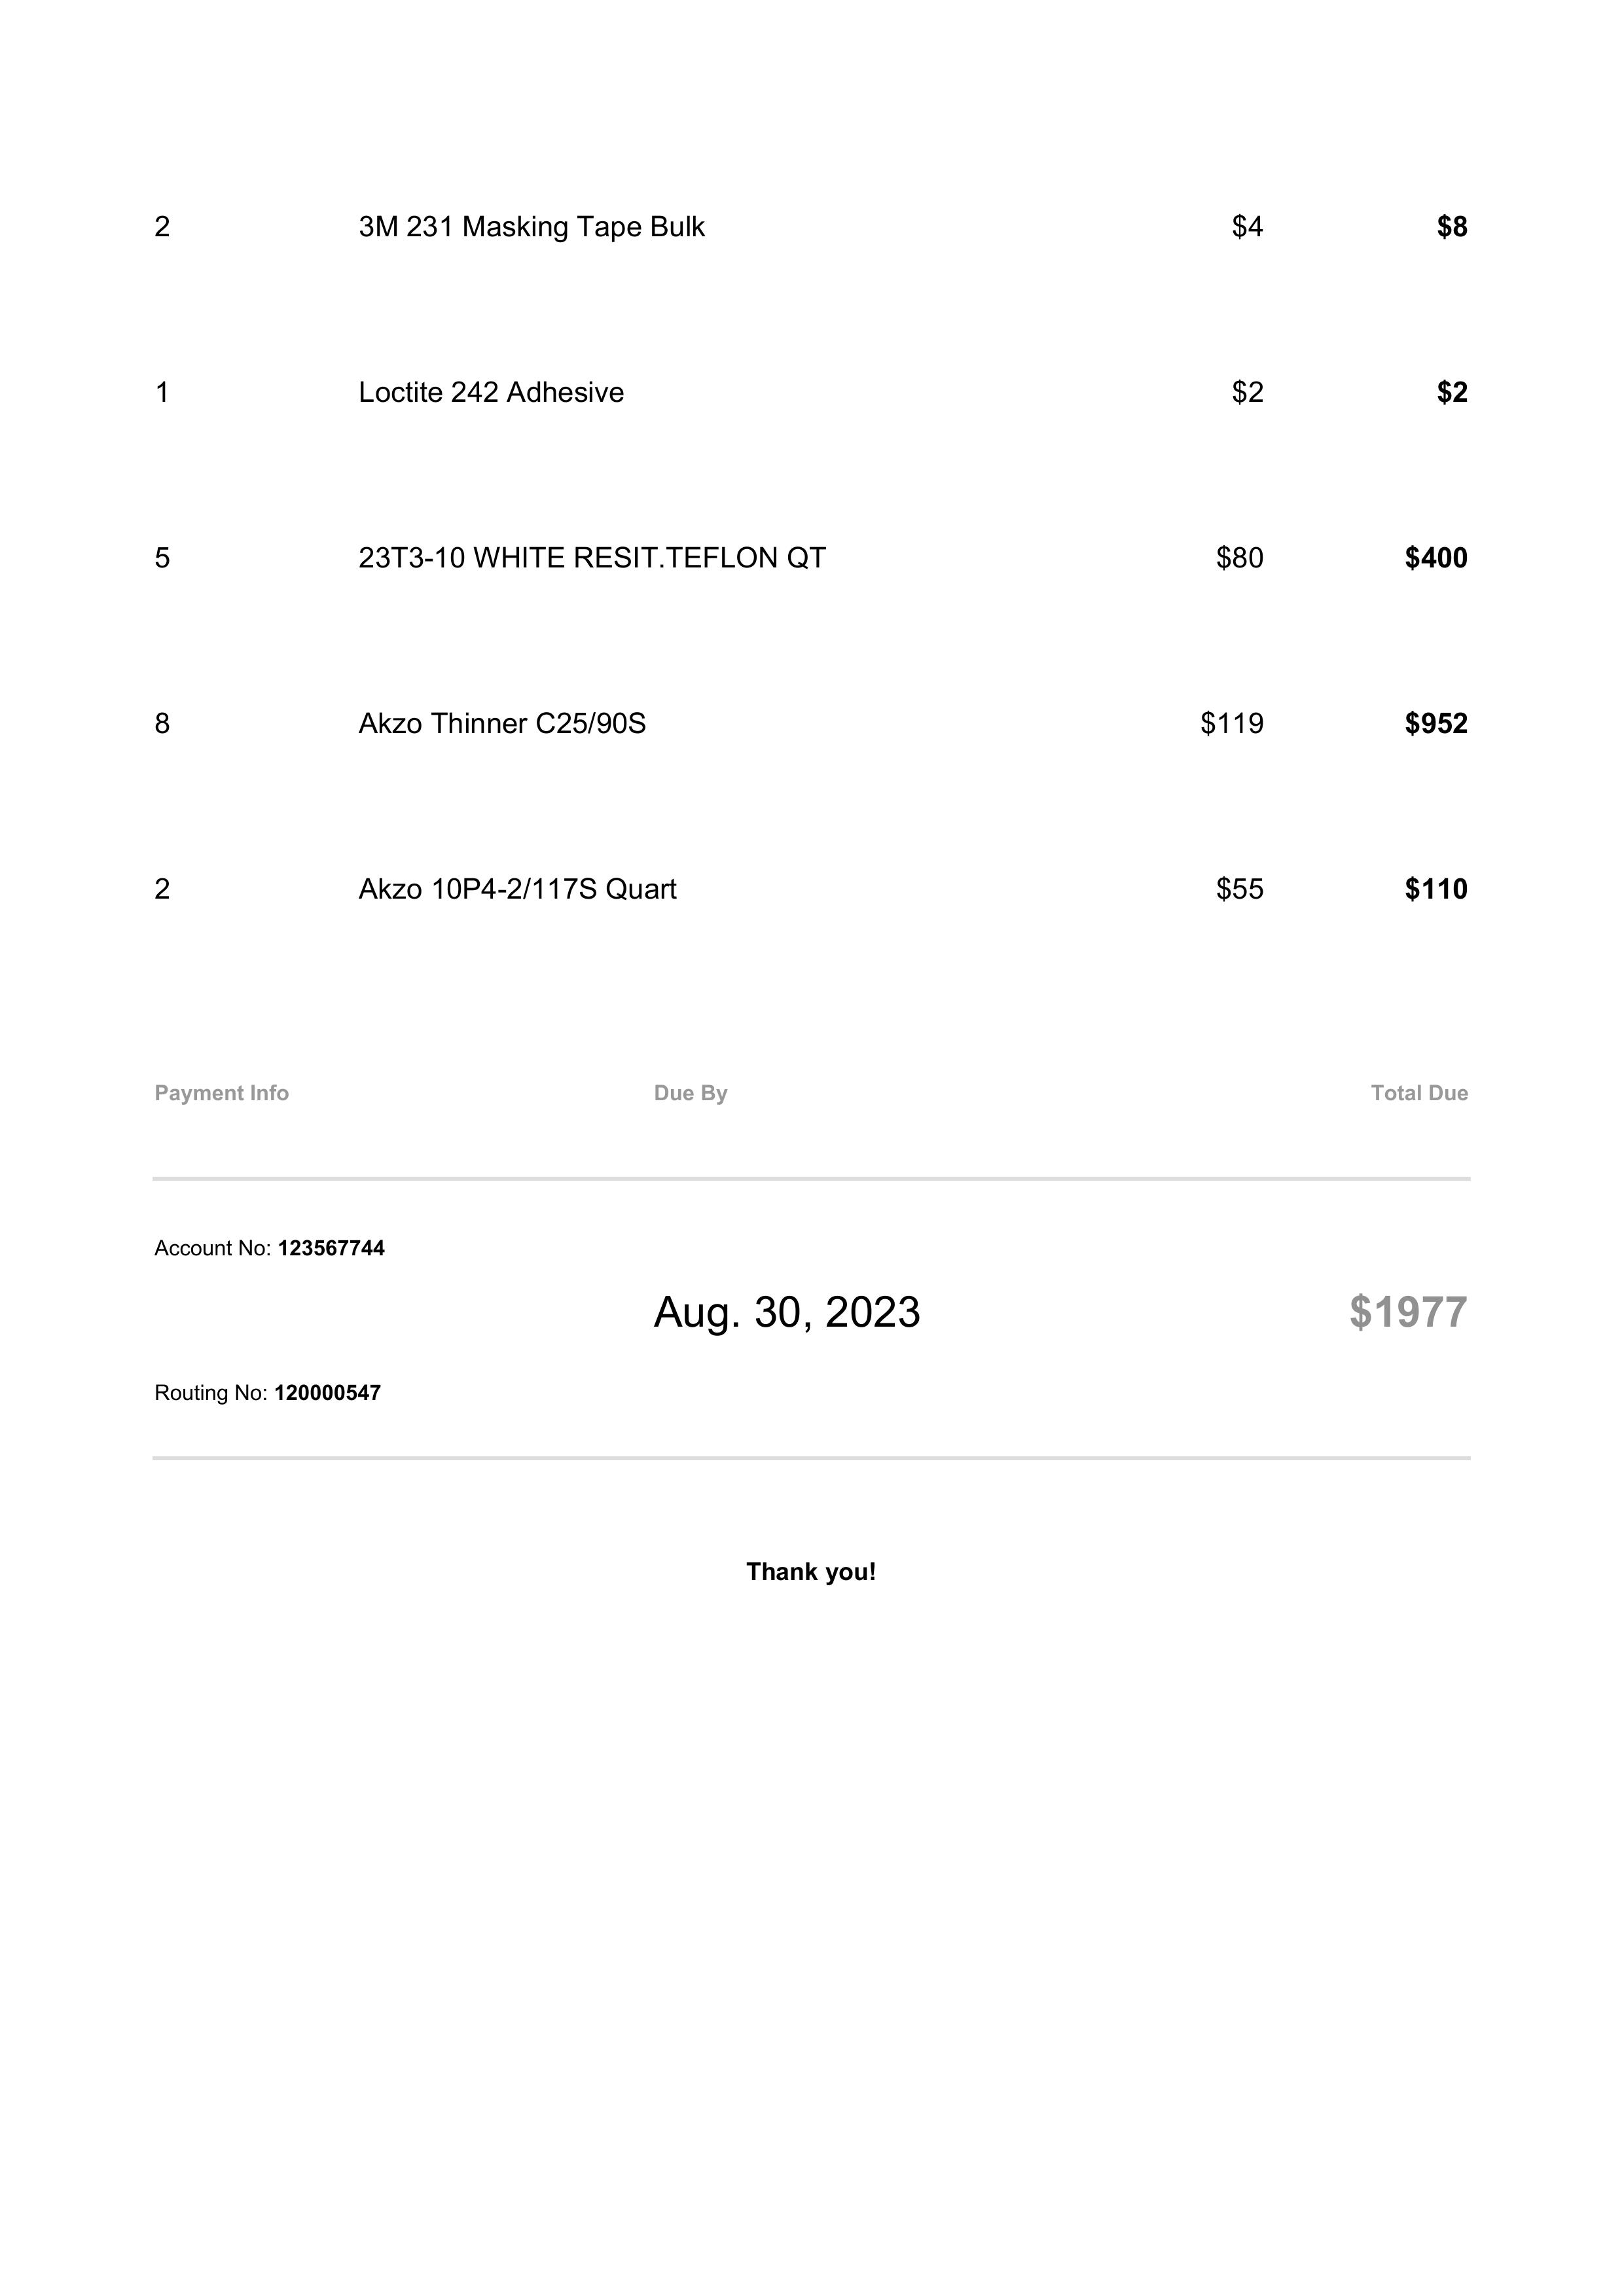 2 3M 231 Masking Tape Bulk $4 $8
1 Loctite 242 Adhesive $2 $2
5 23T3-10 WHITE RESIT.TEFLON QT $80 $400
8 Akzo Thinner C25/90S $119 $952
2 Akzo 10P4-2/117S Quart $55 $110
Payment Info Due By Total Due
Account No: 123567744
Aug. 30, 2023 $1977
Routing No: 120000547
Thank you!